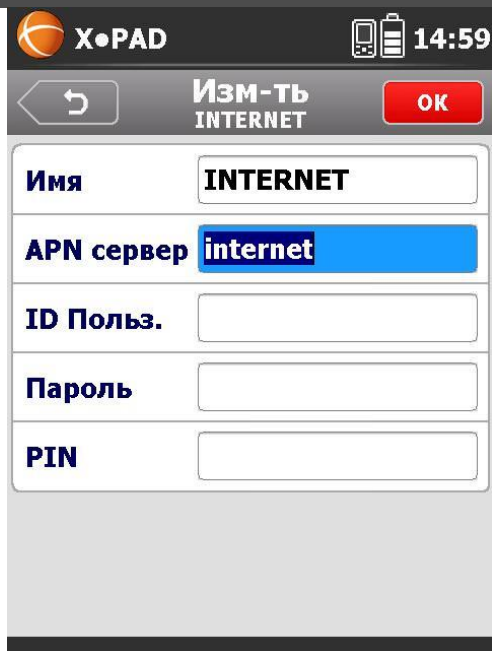 X•PAD 14:59
Изм-ть
INTERNET
OK
Имя INTERNET
APN сервер internet
ID Польз.
Пароль
PIN